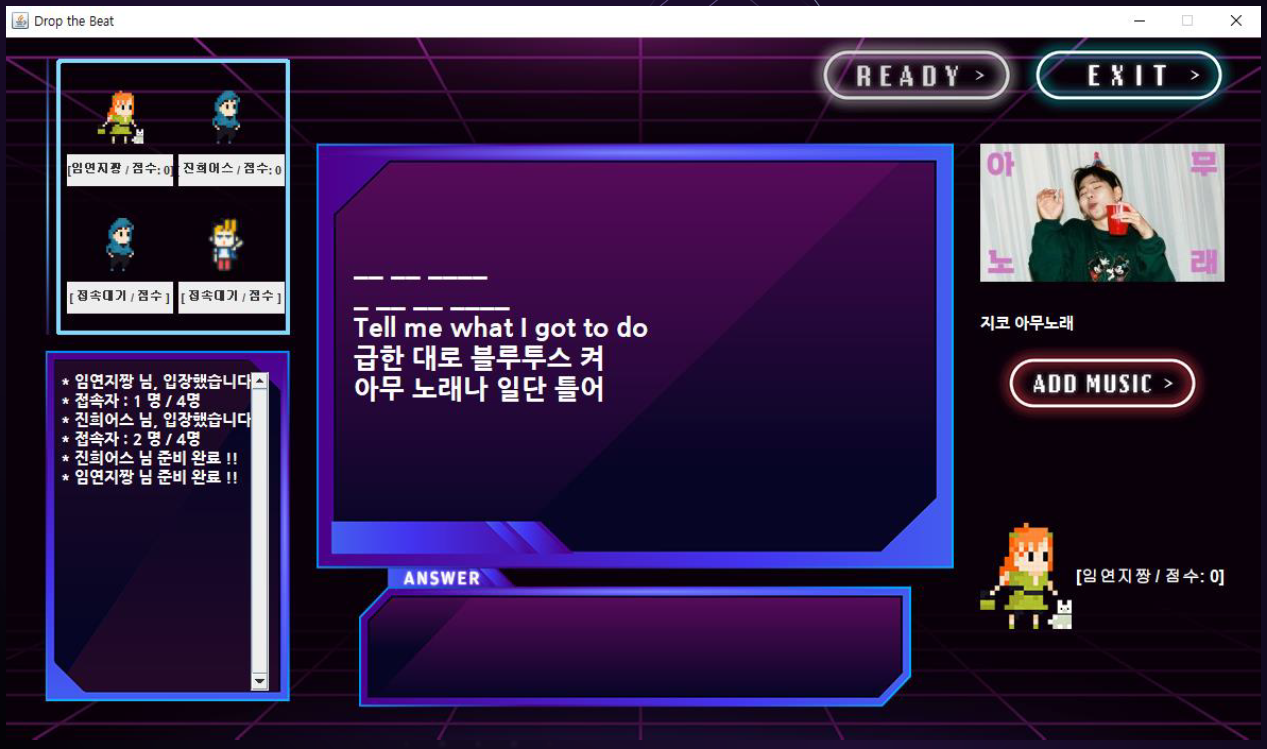 Drop the Beat
READY >
EXIT >
[임연지짱 / 점수: 0]
진희어스 / 점수: 0
[ 접속대기 / 점수 ]
[ 접속대기 / 점수 ]
* 임연지짱 님, 입장했습니다
* 접속자 : 1 명 / 4명
* 진희어스 님, 입장했습니다
* 접속자 : 2 명 / 4명
* 진희어스 님 준비 완료 !!
* 임연지짱 님 준비 완료 !!
__ __ ____
_ __ __ ____
Tell me what I got to do
급한 대로 블루투스 켜
아무 노래나 일단 틀어
ANSWER
아무
노래
지코 아무노래
ADD MUSIC >
[임연지짱 / 점수: 0]